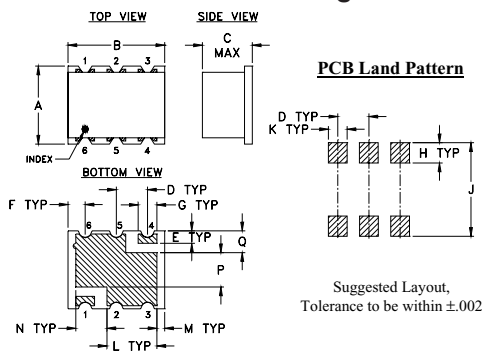 TOP VIEW
SIDE VIEW
B
C
MAX
1 2 3
A
INDEX
6 5 4
PCB Land Pattern
D TYP
K TYP
H TYP
J
BOTTOM VIEW
D TYP
F TYP
G TYP
6 5 4
E TYP
Q
P
N TYP
1 2 3
M TYP
L TYP
Suggested Layout,
Tolerance to be within ±.002